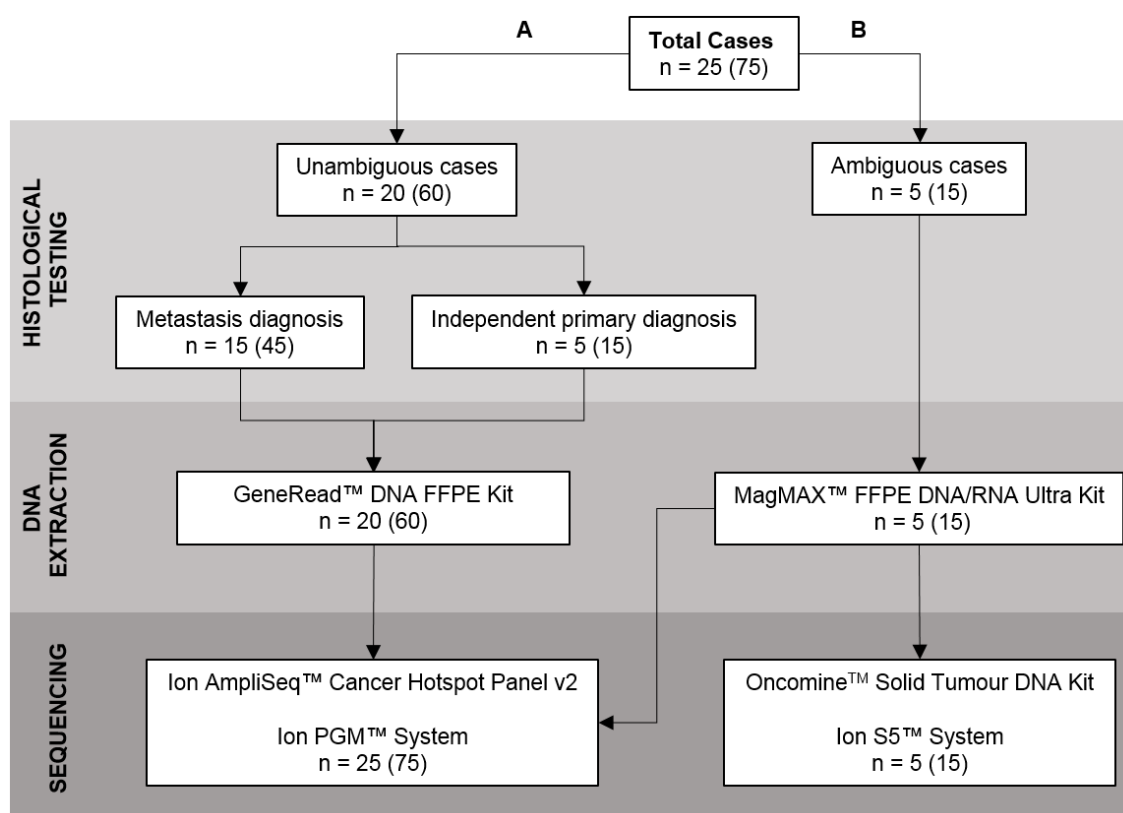 A
Total Cases
n = 25 (75)
B
HISTOLOGICAL
TESTING
Unambiguous cases
n = 20 (60)
Ambiguous cases
n = 5 (15)
Metastasis diagnosis
n = 15 (45)
Independent primary diagnosis
n = 5 (15)
DNA
EXTRACTION
GeneRead™ DNA FFPE Kit
n = 20 (60)
MagMAX™ FFPE DNA/RNA Ultra Kit
n = 5 (15)
SEQUENCING
Ion AmpliSeq™ Cancer Hotspot Panel v2
Ion PGM™ System
n = 25 (75)
Oncomine™ Solid Tumour DNA Kit
Ion S5™ System
n = 5 (15)